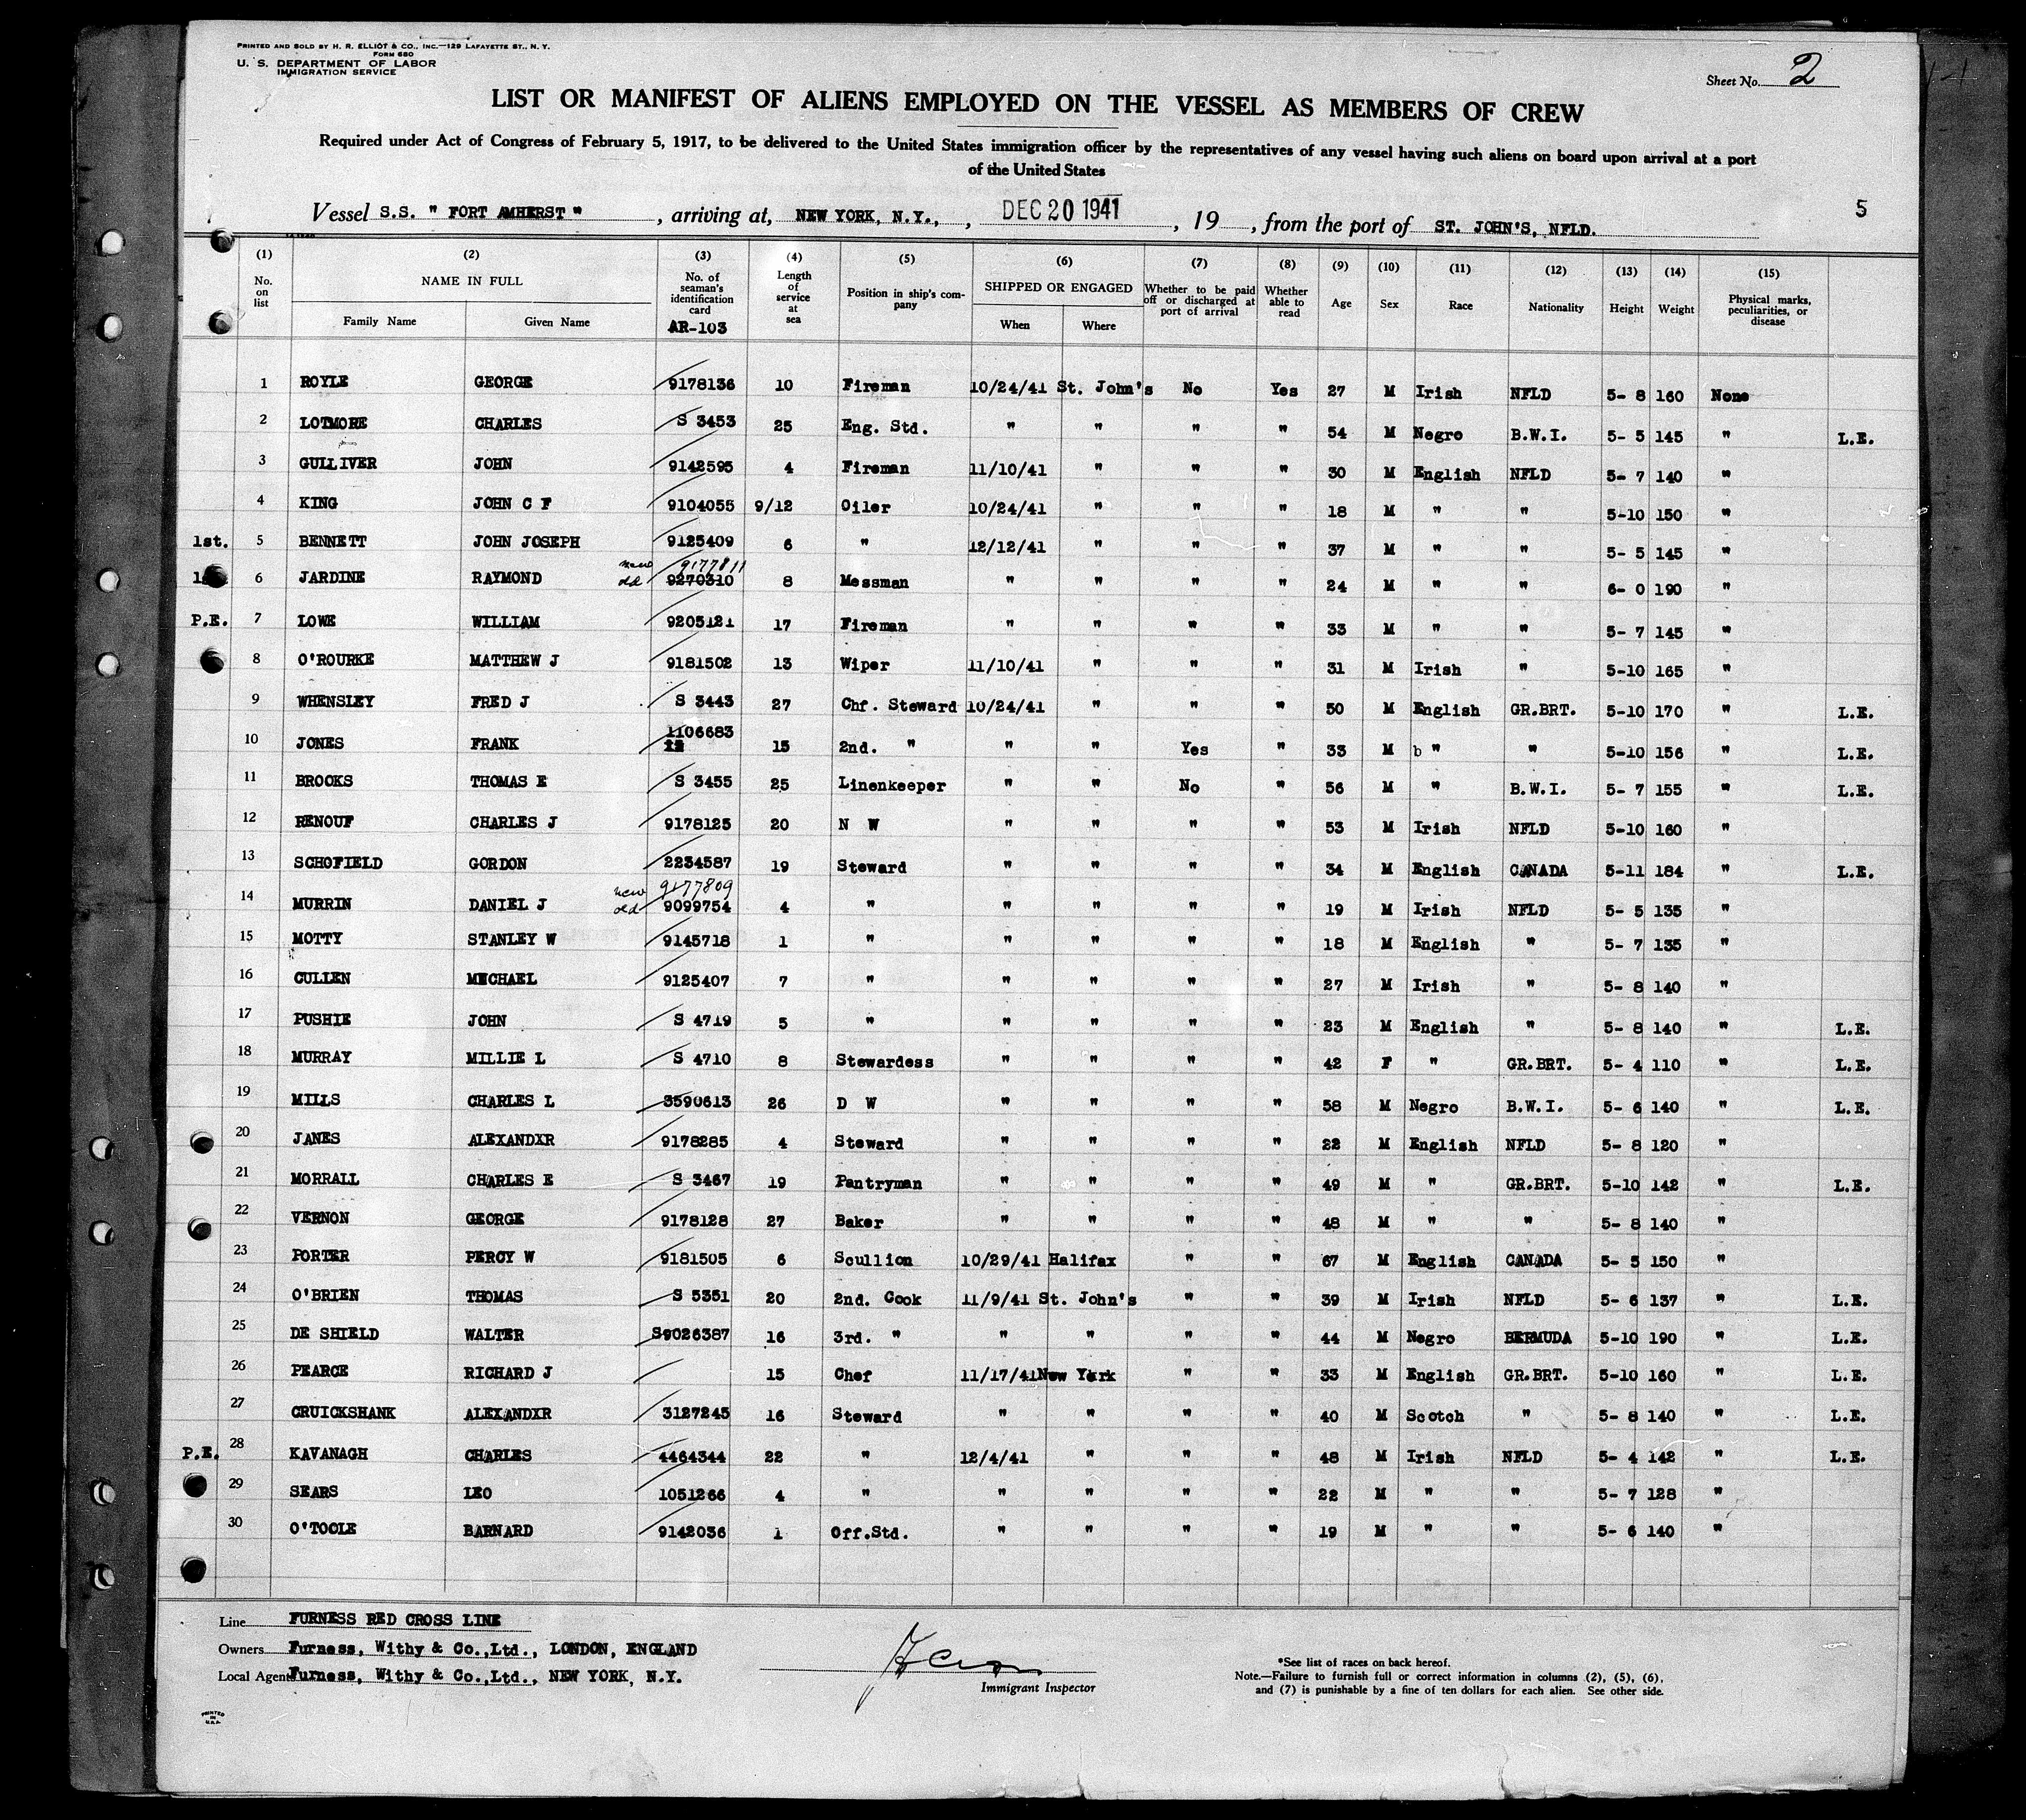 PRINTED AND SOLD BY H. R. ELLIOT & CO., INC.—129 LAFAYETTE ST., N. Y.
FORM 680
U. S. DEPARTMENT OF LABOR
IMMIGRATION SERVICE
Sheet No. 2
LIST OR MANIFEST OF ALIENS EMPLOYED ON THE VESSEL AS MEMBERS OF CREW
Required under Act of Congress of February 5, 1917, to be delivered to the United States immigration officer by the representatives of any vessel having such aliens on board upon arrival at a port
of the United States
Vessel S.S. " FORT AMHERST " , arriving at, NEW YORK, N.Y., , DEC 20 1941 , 19 , from the port of ST. JOHN'S, NFLD.
5
(1) (2) (3) (4) (5) (6) (7) (8) (9) (10) (11) (12) (13) (14) (15)
No. on list NAME IN FULL Family Name Given Name No. of seaman's identification card AR-103 Length of service at sea Position in ship's company SHIPPED OR ENGAGED When Where Whether to be paid off or discharged at port of arrival Whether able to read Age Sex Race Nationality Height Weight Physical marks, peculiarities, or disease
1 ROYLE GEORGE 9178136 10 Fireman 10/24/41 St. John's No Yes 27 M Irish NFLD 5- 8 160 None
2 LOTMORE CHARLES S 3453 25 Eng. Std. " " " " 54 M Negro B.W.I. 5- 5 145 " L.E.
3 GULLIVER JOHN 9142595 4 Fireman 11/10/41 " " " 30 M English NFLD 5- 7 140 "
4 KING JOHN C F 9104055 9/12 Oiler 10/24/41 " " " 18 M " " 5-10 150 "
1st. 5 BENNETT JOHN JOSEPH 9125409 6 " 12/12/41 " " " 37 M " " 5- 5 145 "
6 JARDINE RAYMOND new 9177811 old 9270310 8 Messman " " " " 24 M " " 6- 0 190 "
P.E. 7 LOWE WILLIAM 9205121 17 Fireman " " " " 33 M " " 5- 7 145 "
8 O'ROURKE MATTHEW J 9181502 13 Wiper 11/10/41 " " " 31 M Irish " 5-10 165 "
9 WHENSLEY FRED J S 3443 27 Chf. Steward 10/24/41 " " " 50 M English GR.BRT. 5-10 170 " L.E.
10 JONES FRANK 1106683 15 2nd. " " " Yes " 33 M b " " 5-10 156 " L.E.
11 BROOKS THOMAS E S 3455 25 Linenkeeper " " No " 56 M " B.W.I. 5- 7 155 " L.E.
12 RENOUF CHARLES J 9178125 20 N W " " " " 53 M Irish NFLD 5-10 160 "
13 SCHOFIELD GORDON 2234587 19 Steward " " " " 34 M English CANADA 5-11 184 " L.E.
14 MURRIN DANIEL J new 9177809 old 9099754 4 " " " " " 19 M Irish NFLD 5- 5 135 "
15 MOTTY STANLEY W 9145718 1 " " " " " 18 M English " 5- 7 135 "
16 CULLEN MICHAEL 9125407 7 " " " " " 27 M Irish " 5- 8 140 "
17 PUSHIE JOHN S 4719 5 " " " " " 23 M English " 5- 8 140 " L.E.
18 MURRAY MILLIE L S 4710 8 Stewardess " " " " 42 F " GR.BRT. 5- 4 110 " L.E.
19 MILLS CHARLES L 3590613 26 D W " " " " 58 M Negro B.W.I. 5- 6 140 " L.E.
20 JANES ALEXANDXR 9178285 4 Steward " " " " 22 M English NFLD 5- 8 120 "
21 MORRALL CHARLES E S 3467 19 Pantryman " " " " 49 M " GR.BRT. 5-10 142 " L.E.
22 VERNON GEORGE 9178128 27 Baker " " " " 48 M " " 5- 8 140 "
23 PORTER PERCY W 9181505 6 Scullion 10/29/41 Halifax " " 67 M English CANADA 5- 5 150 "
24 O'BRIEN THOMAS S 5351 20 2nd. Cook 11/9/41 St. John's " " 39 M Irish NFLD 5- 6 137 " L.E.
25 DE SHIELD WALTER S9026387 16 3rd. " " " " " 44 M Negro BERMUDA 5-10 190 " L.E.
26 PEARCE RICHARD J 15 Chef 11/17/41 New York " " 33 M English GR.BRT. 5-10 160 " L.E.
27 CRUICKSHANK ALEXANDXR 3127245 16 Steward " " " " 40 M Scotch " 5- 8 140 " L.E.
P.E. 28 KAVANAGH CHARLES 4464344 22 " 12/4/41 " " " 48 M Irish NFLD 5- 4 142 " L.E.
29 SEARS LEO 1051266 4 " " " " " 22 M " " 5- 7 128 "
30 O'TOOLE BARNARD 9142036 1 Off.Std. " " " " 19 M " " 5- 6 140 "
Line FURNESS RED CROSS LINE
Owners Furness, Withy & Co.,Ltd., LONDON, ENGLAND
Local Agents Furness, Withy & Co.,Ltd., NEW YORK, N.Y.
Immigrant Inspector
*See list of races on back hereof.
Note.—Failure to furnish full or correct information in columns (2), (5), (6),
and (7) is punishable by a fine of ten dollars for each alien. See other side.
PRINTED
IN
U.S.A.